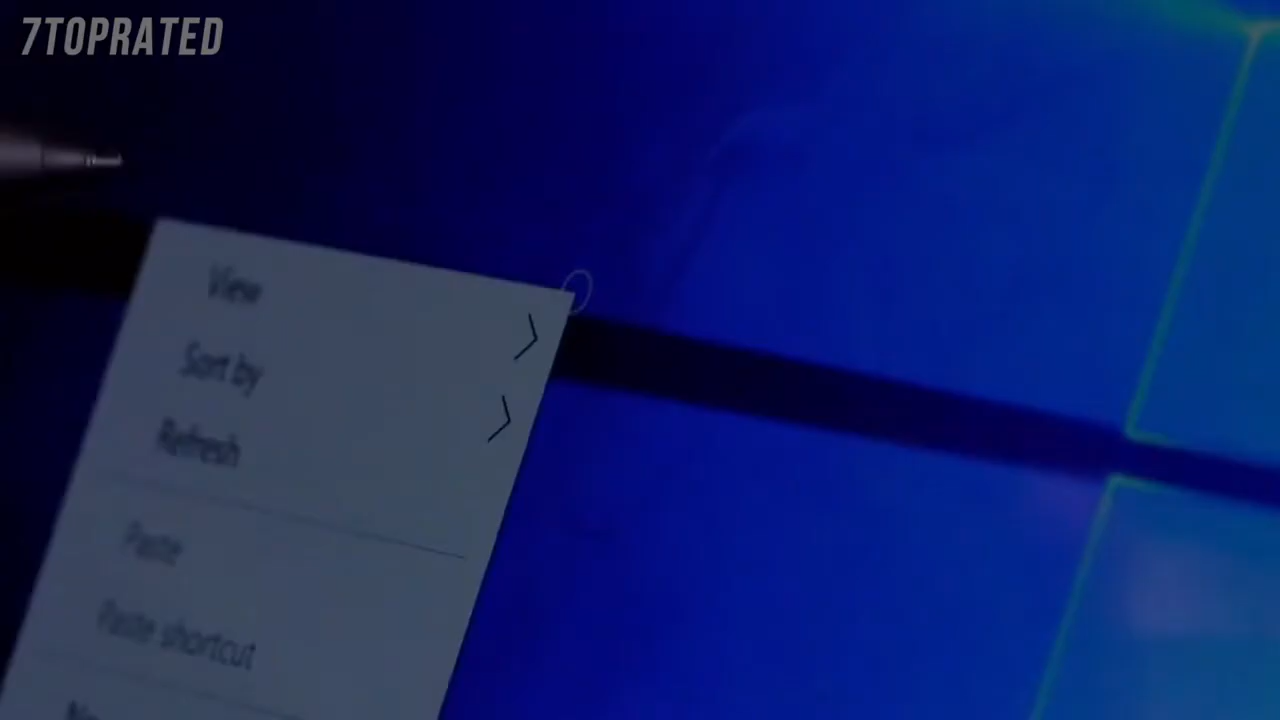 7TOPRATED
View
Sort by
Refresh
Paste
Paste shortcut